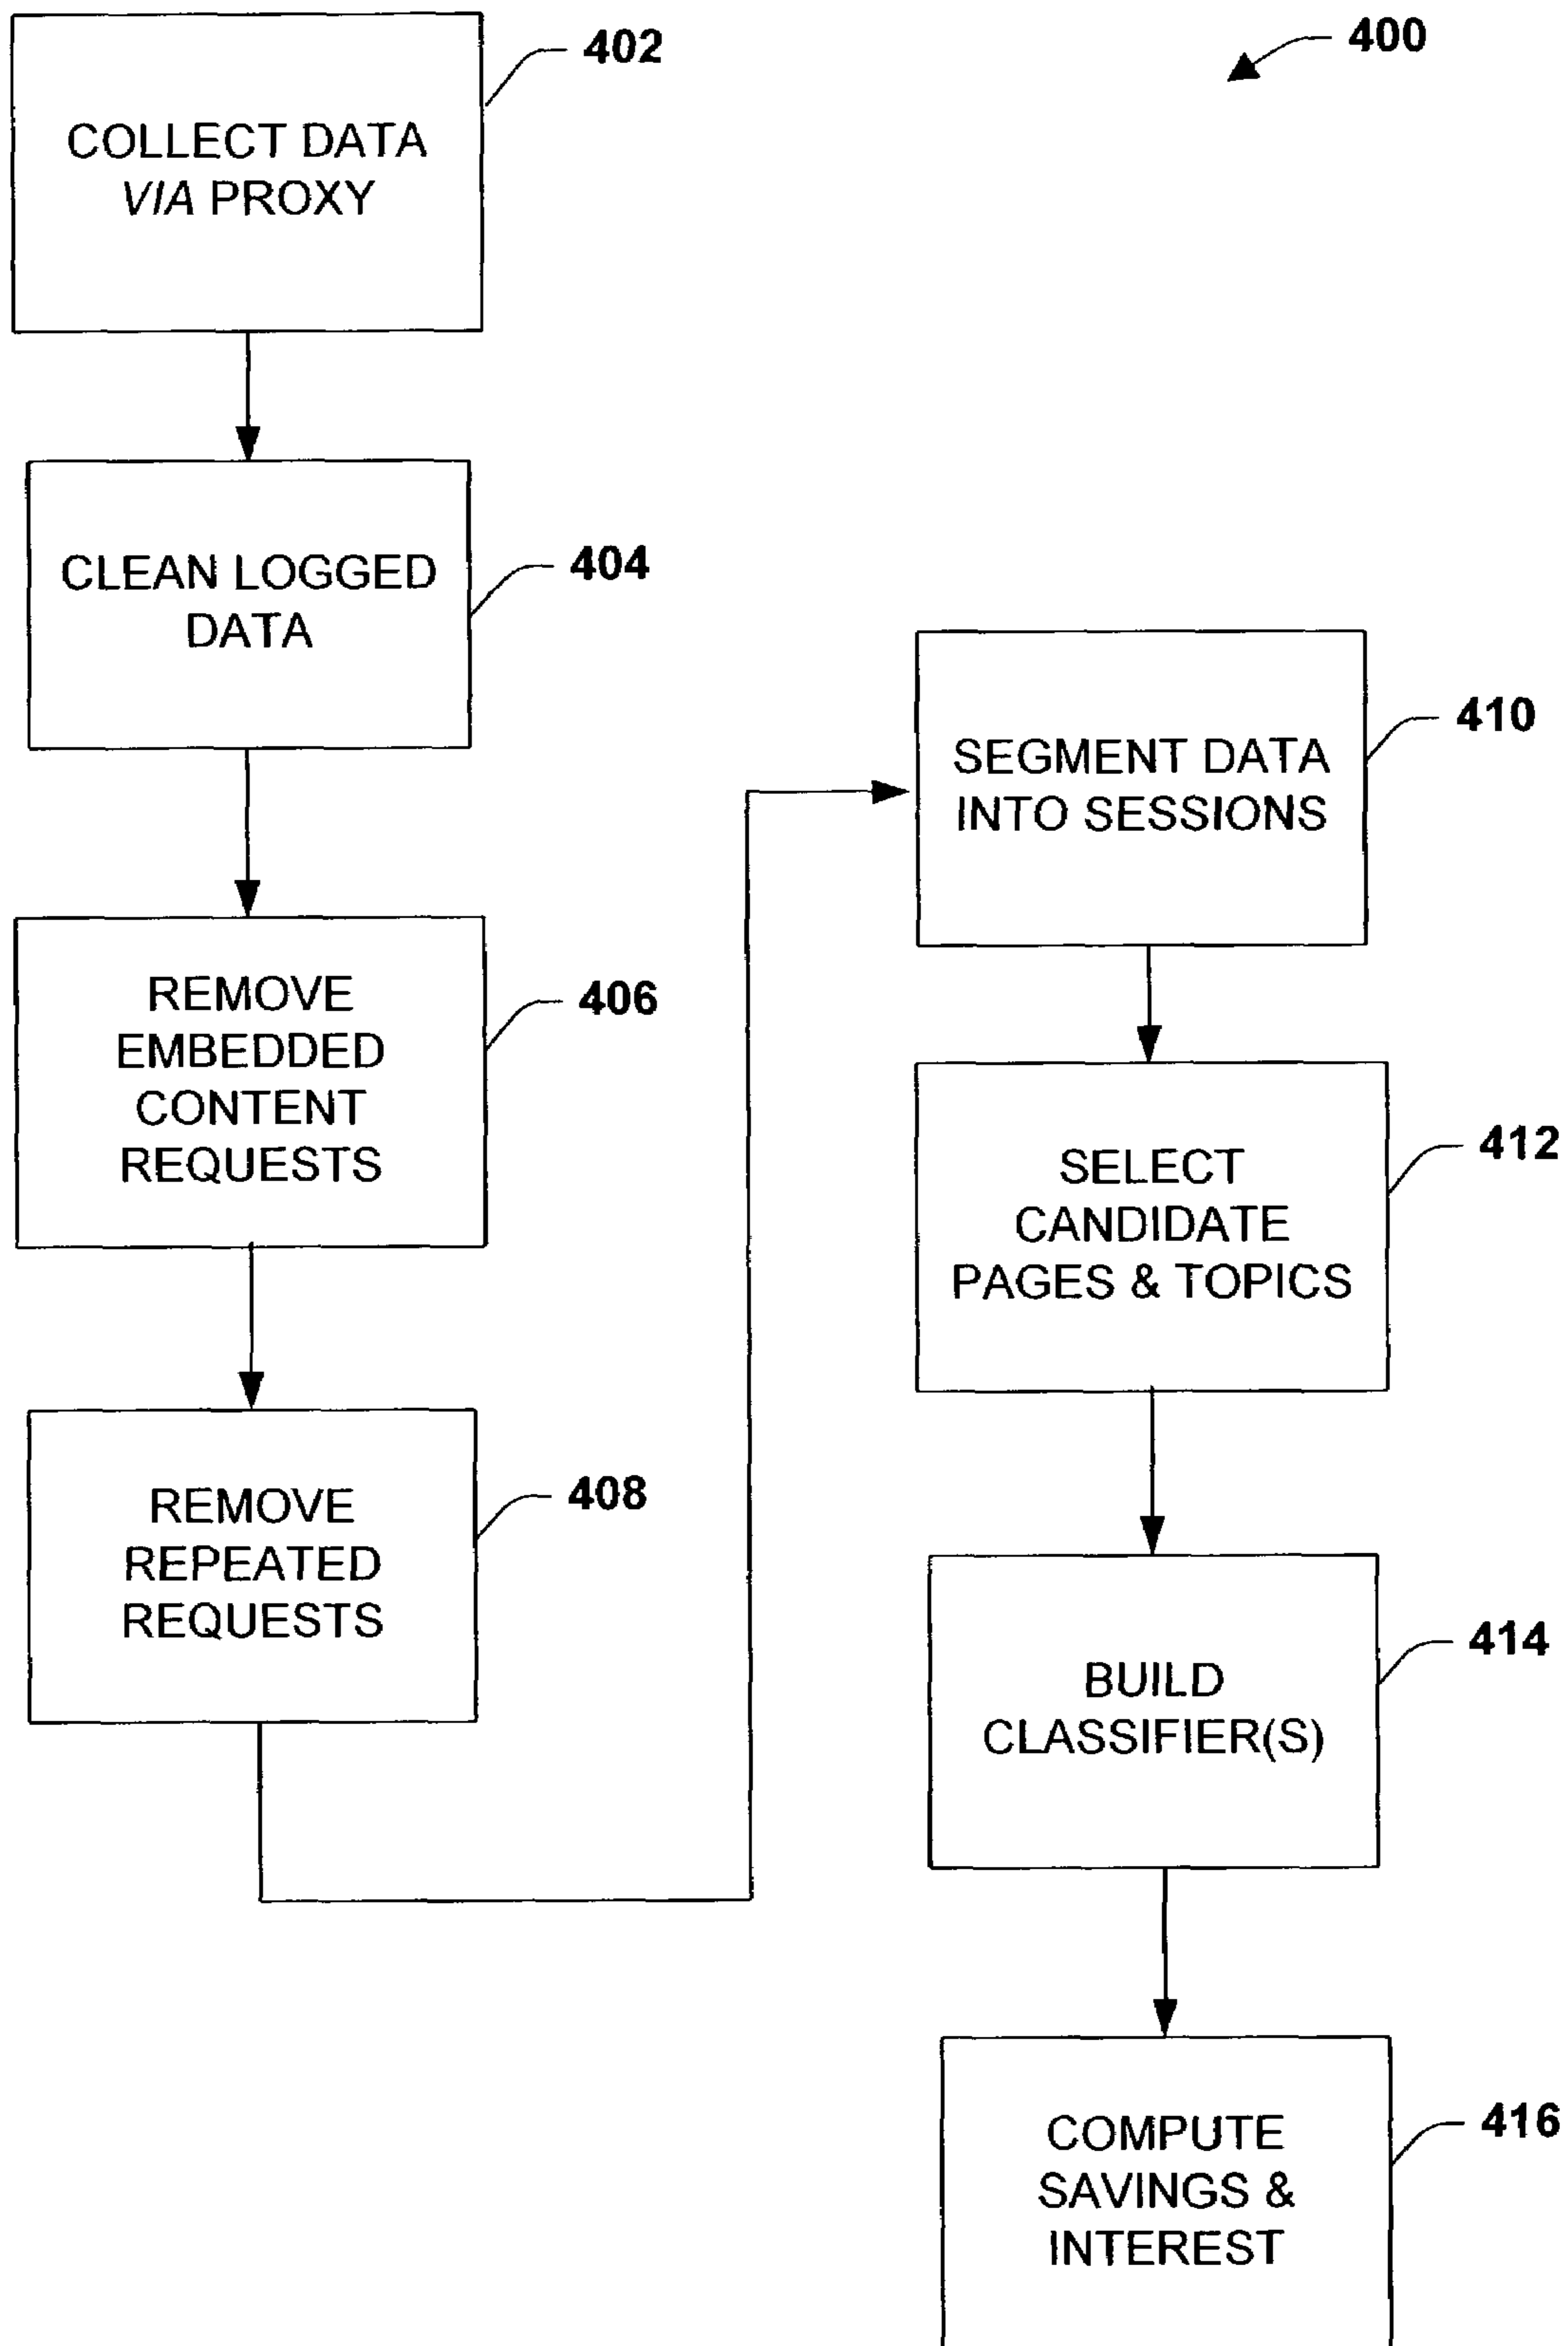 400
402
COLLECT DATA
VIA PROXY
404
CLEAN LOGGED
DATA
406
REMOVE
EMBEDDED
CONTENT
REQUESTS
408
REMOVE
REPEATED
REQUESTS
410
SEGMENT DATA
INTO SESSIONS
412
SELECT
CANDIDATE
PAGES & TOPICS
414
BUILD
CLASSIFIER(S)
416
COMPUTE
SAVINGS &
INTEREST